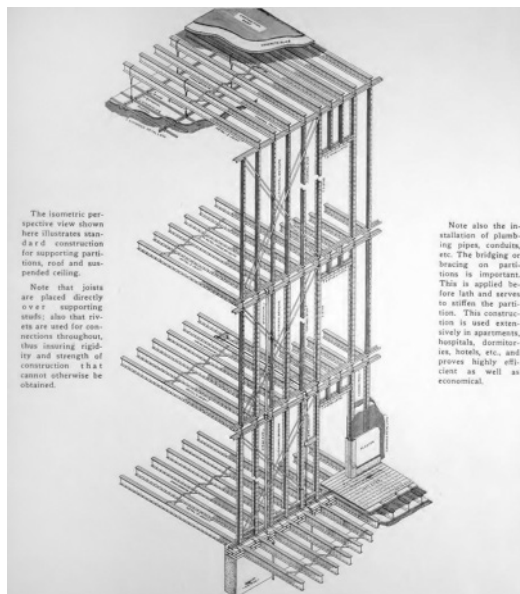 The isometric per-
spective view shown
here illustrates stan-
dard construction
for supporting parti-
tions, roof and sus-
pended ceiling.
Note that joists
are placed directly
over supporting
studs; also that riv-
ets are used for con-
nections throughout,
thus insuring rigid-
ity and strength of
construction that
cannot otherwise be
obtained.
Note also the in-
stallation of plumb-
ing pipes, conduits,
etc. The bridging or
bracing on parti-
tions is important.
This is applied be-
fore lath and serves
to stiffen the parti-
tion. This construc-
tion is used exten-
sively in apartments,
hospitals, dormitor-
ies, hotels, etc., and
proves highly effi-
cient as well as
economical.